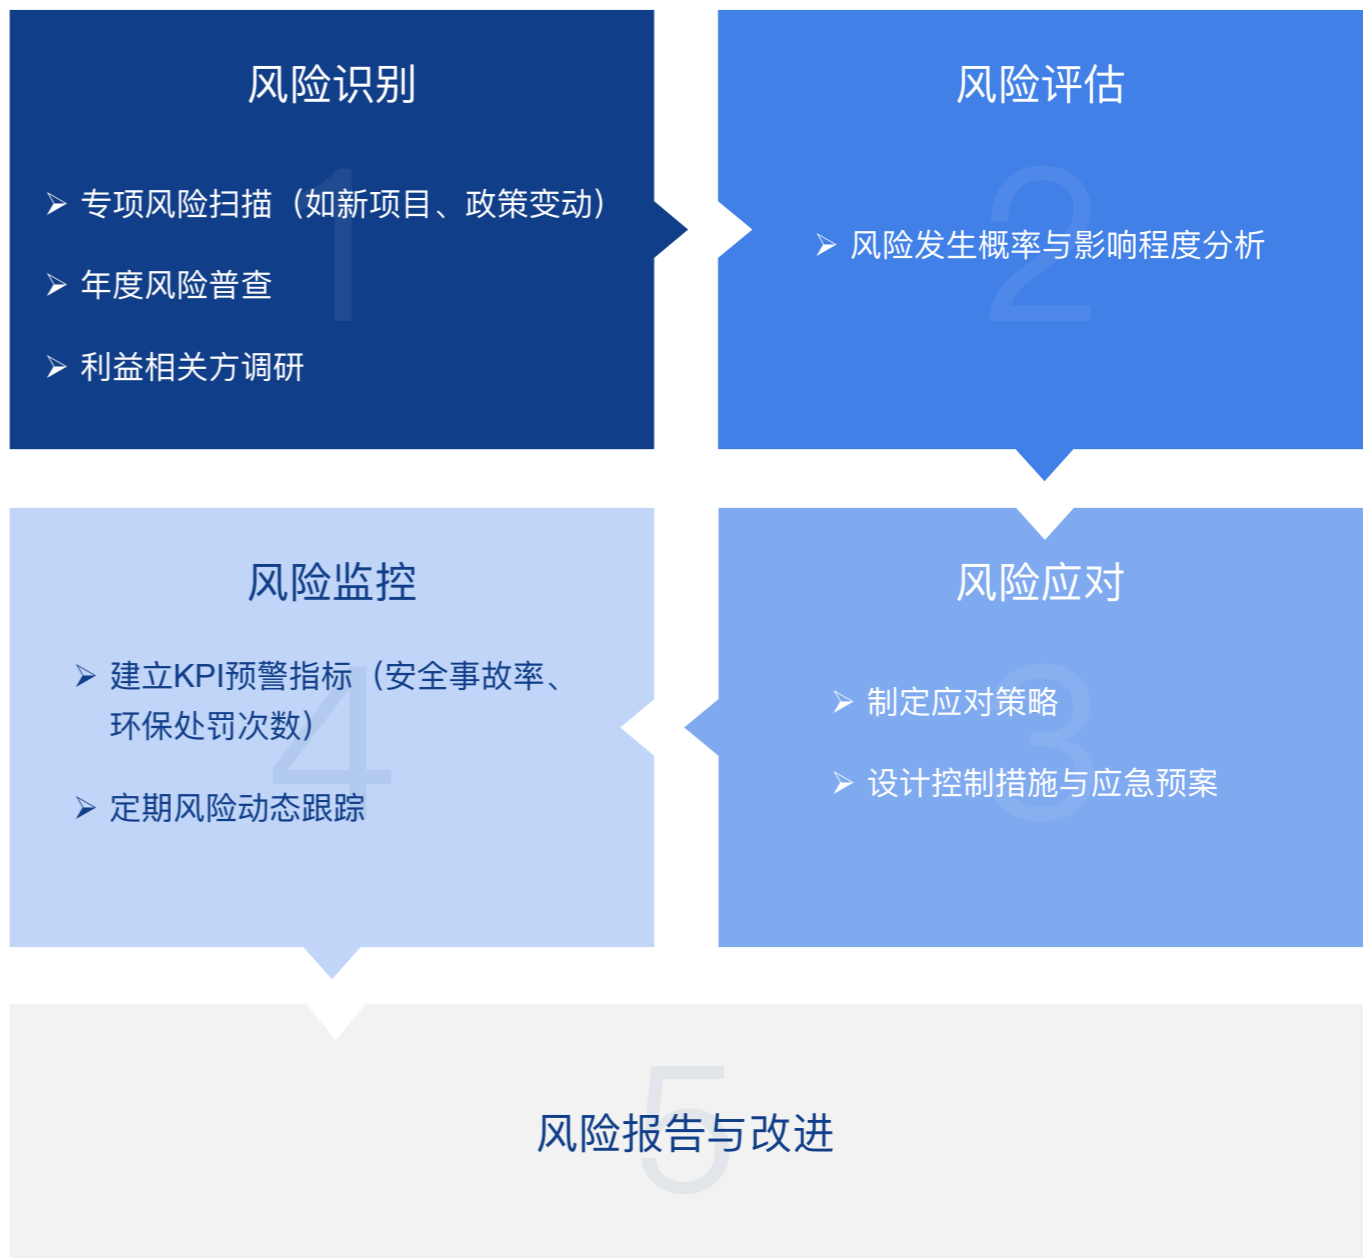 1
风险识别
➢ 专项风险扫描（如新项目、政策变动）
➢ 年度风险普查
➢ 利益相关方调研
2
风险评估
➢ 风险发生概率与影响程度分析
3
风险应对
➢ 制定应对策略
➢ 设计控制措施与应急预案
4
风险监控
➢ 建立KPI预警指标（安全事故率、
环保处罚次数）
➢ 定期风险动态跟踪
5
风险报告与改进